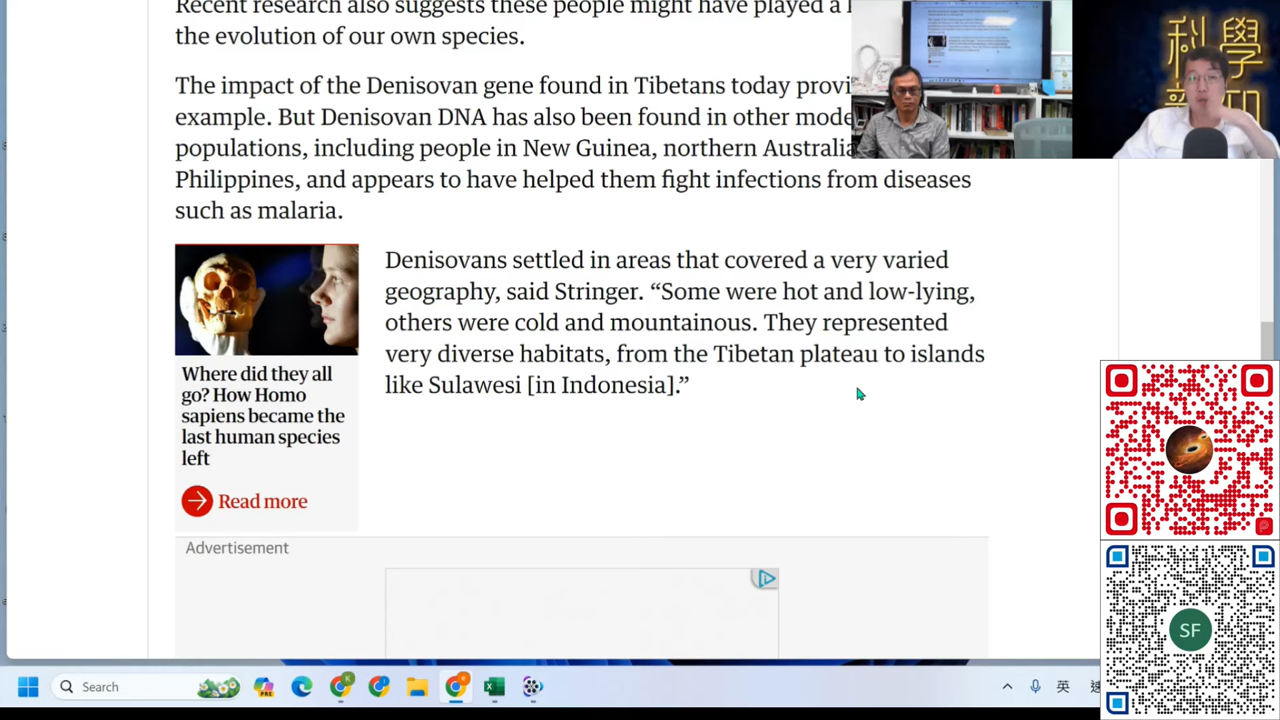 Recent research also suggests these people might have played a
the evolution of our own species.
The impact of the Denisovan gene found in Tibetans today provi
example. But Denisovan DNA has also been found in other mode
populations, including people in New Guinea, northern Australia
Philippines, and appears to have helped them fight infections from diseases
such as malaria.
Denisovans settled in areas that covered a very varied
geography, said Stringer. “Some were hot and low-lying,
others were cold and mountainous. They represented
very diverse habitats, from the Tibetan plateau to islands
like Sulawesi [in Indonesia].”
Where did they all
go? How Homo
sapiens became the
last human species
left
Read more
Advertisement
科學
新知
SF
Search
PRE
英